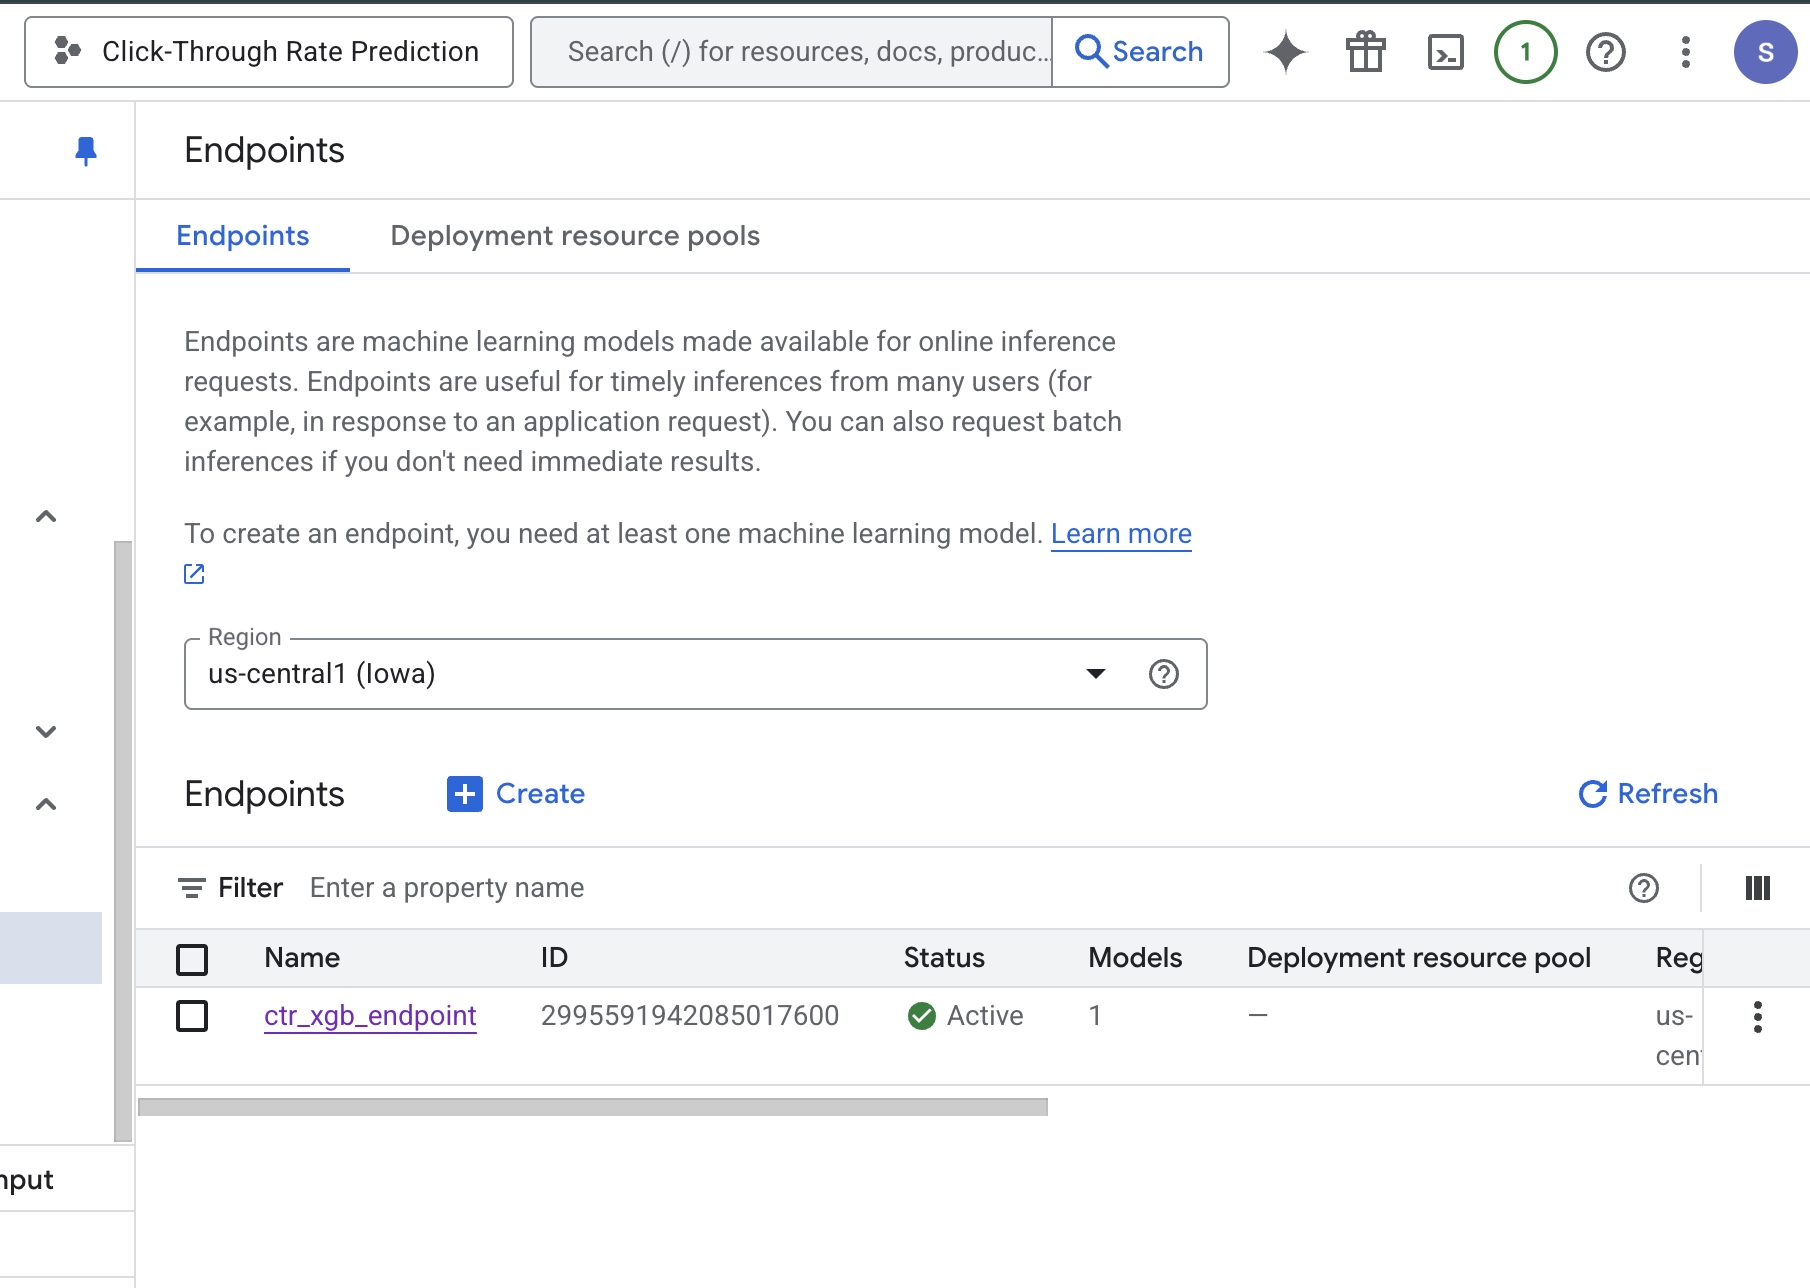 Click-Through Rate Prediction
Search (/) for resources, docs, produc...
Search
1
S
Endpoints
Endpoints
Deployment resource pools
Endpoints are machine learning models made available for online inference
requests. Endpoints are useful for timely inferences from many users (for
example, in response to an application request). You can also request batch
inferences if you don't need immediate results.
To create an endpoint, you need at least one machine learning model. Learn more
Region
us-central1 (Iowa)
Endpoints
Create
Refresh
Filter Enter a property name
Name ID Status Models Deployment resource pool Reg
ctr_xgb_endpoint 2995591942085017600 Active 1 — us-
cent
nput